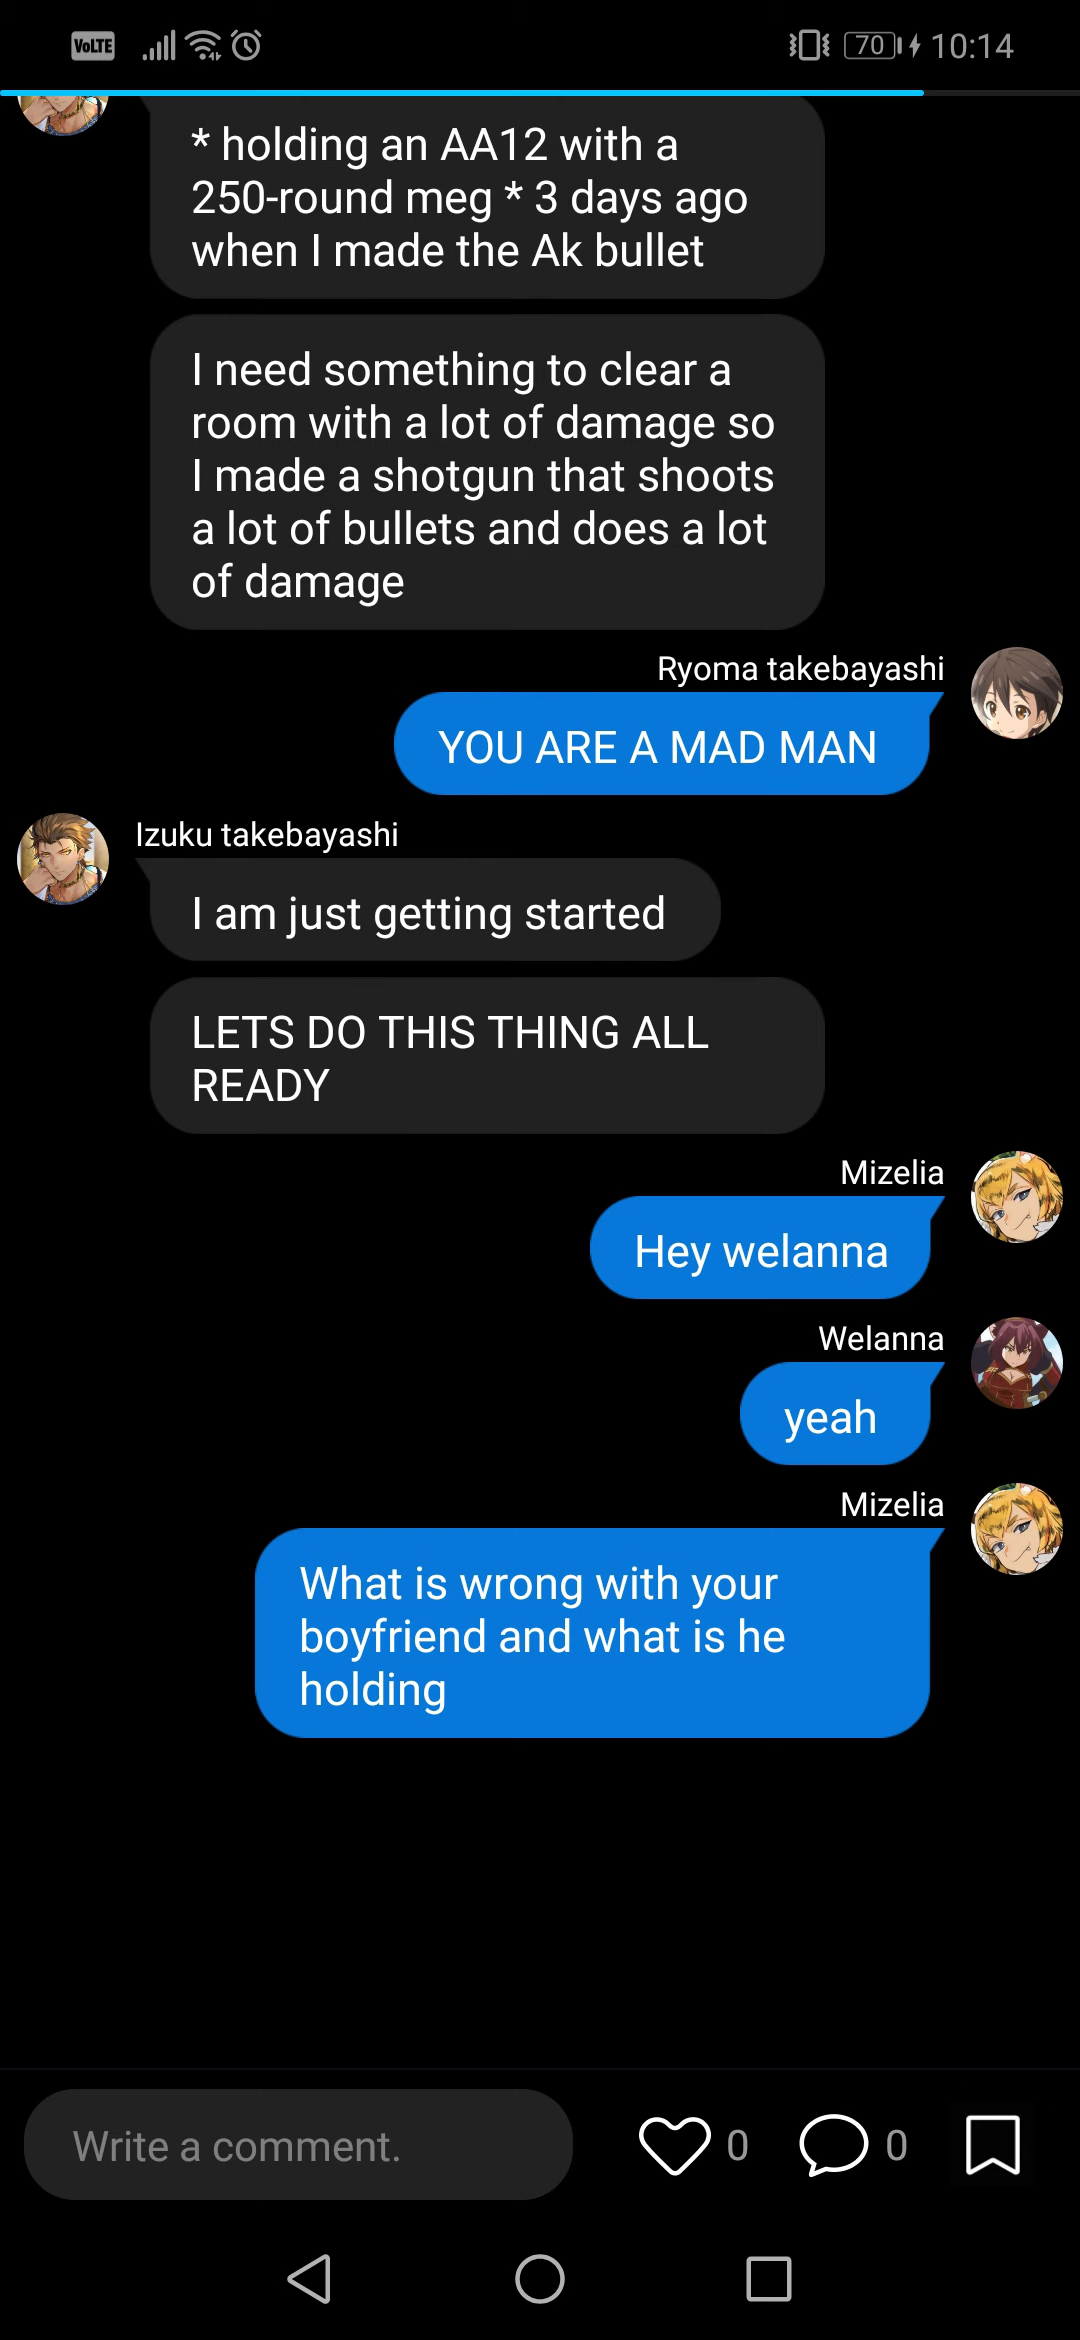 VoLTE
70
10:14
* holding an AA12 with a
250-round meg * 3 days ago
when I made the Ak bullet
I need something to clear a
room with a lot of damage so
I made a shotgun that shoots
a lot of bullets and does a lot
of damage
Ryoma takebayashi
YOU ARE A MAD MAN
Izuku takebayashi
I am just getting started
LETS DO THIS THING ALL
READY
Mizelia
Hey welanna
Welanna
yeah
Mizelia
What is wrong with your
boyfriend and what is he
holding
Write a comment.
0
0